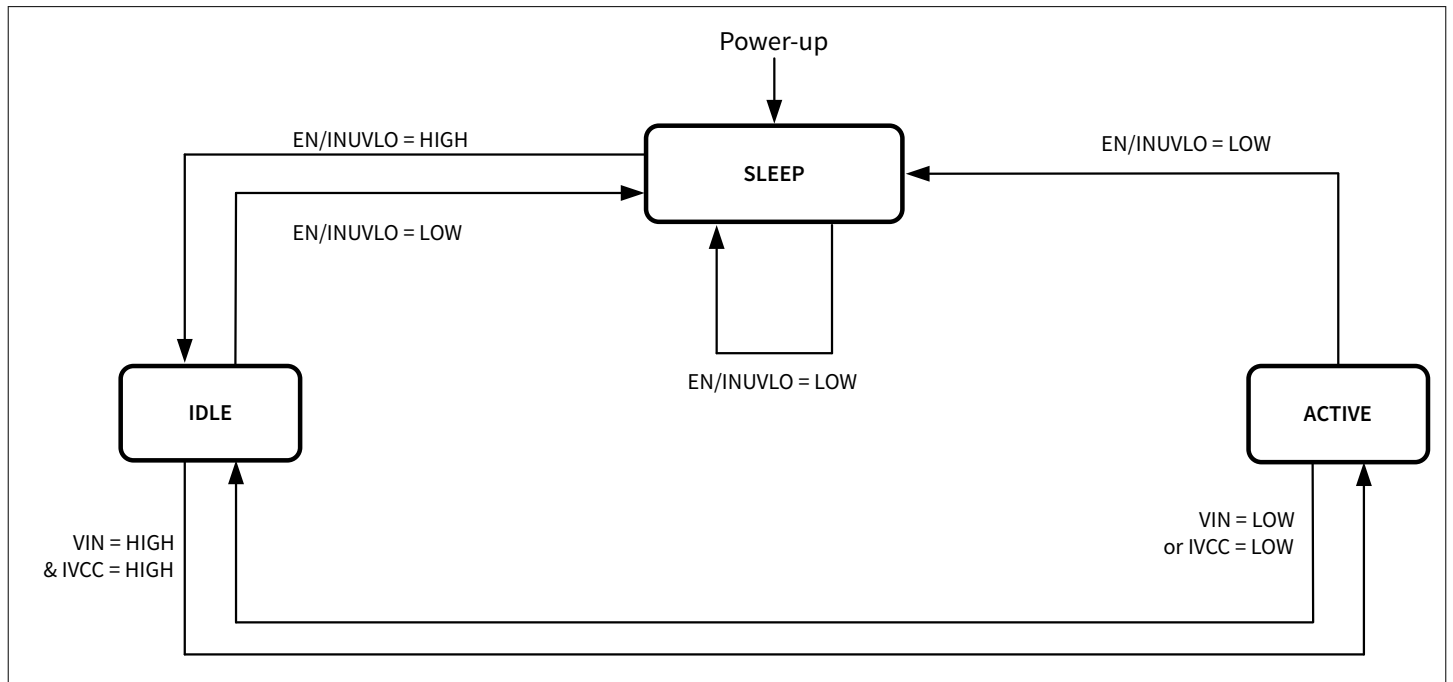 Power-up
EN/INUVLO = HIGH
EN/INUVLO = LOW
SLEEP
EN/INUVLO = LOW
EN/INUVLO = LOW
IDLE
ACTIVE
VIN = HIGH
& IVCC = HIGH
VIN = LOW
or IVCC = LOW